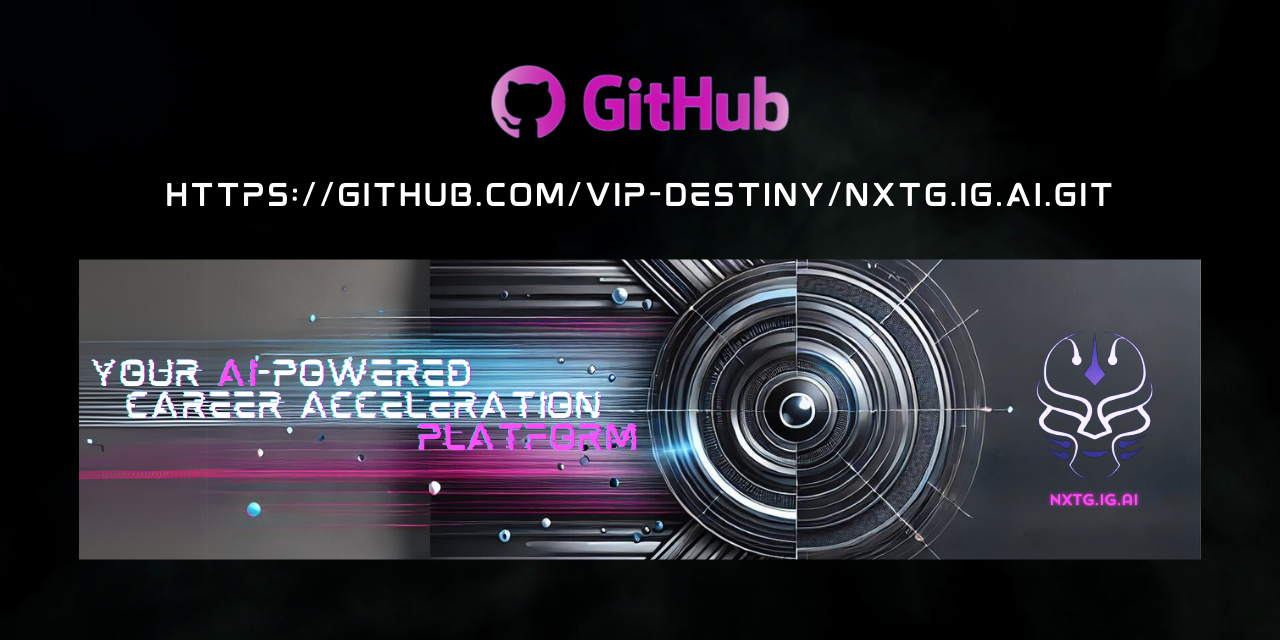 GitHub
HTTPS://GITHUB.COM/VIP-DESTINY/NXTG.IG.AI.GIT
YOUR AI-POWERED
CAREER ACCELERATION
PLATFORM
NXTG.IG.AI